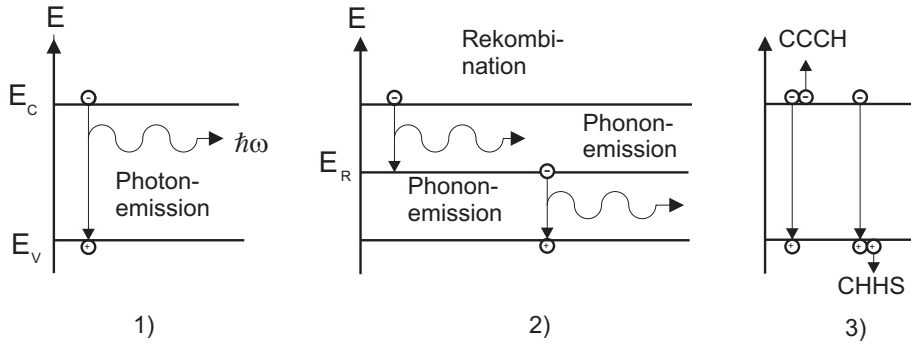 E
E_C
ħω
Photon-
emission
E_V
1)
E
Rekombi-
nation
Phonon-
emission
E_R
Phonon-
emission
2)
CCCH
CHHS
3)